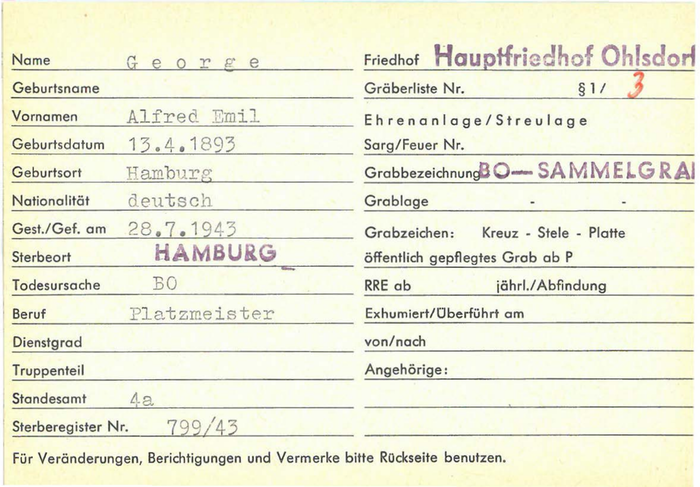 Name George
Geburtsname
Vornamen Alfred Emil
Geburtsdatum 13.4.1893
Geburtsort Hamburg
Nationalität deutsch
Gest./Gef. am 28.7.1943
Sterbeort HAMBURG
Todesursache BO
Beruf Platzmeister
Dienstgrad
Truppenteil
Standesamt 4a
Sterberegister Nr. 799/43
Friedhof Hauptfriedhof Ohlsdorf
Gräberliste Nr. § 1/ 3
Ehrenanlage/Streulage
Sarg/Feuer Nr.
Grabbezeichnung BO-SAMMELGRA
Grablage - -
Grabzeichen: Kreuz - Stele - Platte
öffentlich gepflegtes Grab ab P
RRE ab jährl./Abfindung
Exhumiert/Überführt am
von/nach
Angehörige:
Für Veränderungen, Berichtigungen und Vermerke bitte Rückseite benutzen.